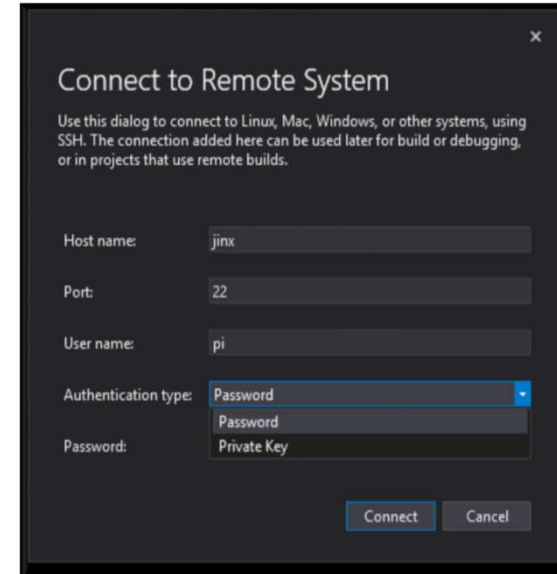 Connect to Remote System
Use this dialog to connect to Linux, Mac, Windows, or other systems, using
SSH. The connection added here can be used later for build or debugging,
or in projects that use remote builds.
Host name: jinx
Port: 22
User name: pi
Authentication type: Password
Password
Password: Private Key
Connect Cancel